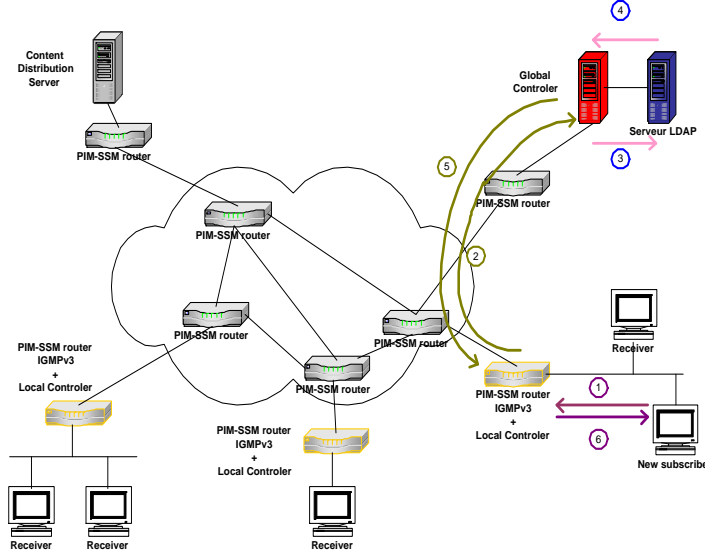 4
Content
Distribution
Server
Global
Controler
Serveur LDAP
PIM-SSM router
3
5
PIM-SSM router
PIM-SSM router
2
PIM-SSM router
PIM-SSM router
PIM-SSM router
IGMPv3
+
Local Controler
Receiver
PIM-SSM router
PIM-SSM router
IGMPv3
+
Local Controler
1
6
PIM-SSM router
IGMPv3
+
Local Controler
New subscribe
Receiver
Receiver
Receiver